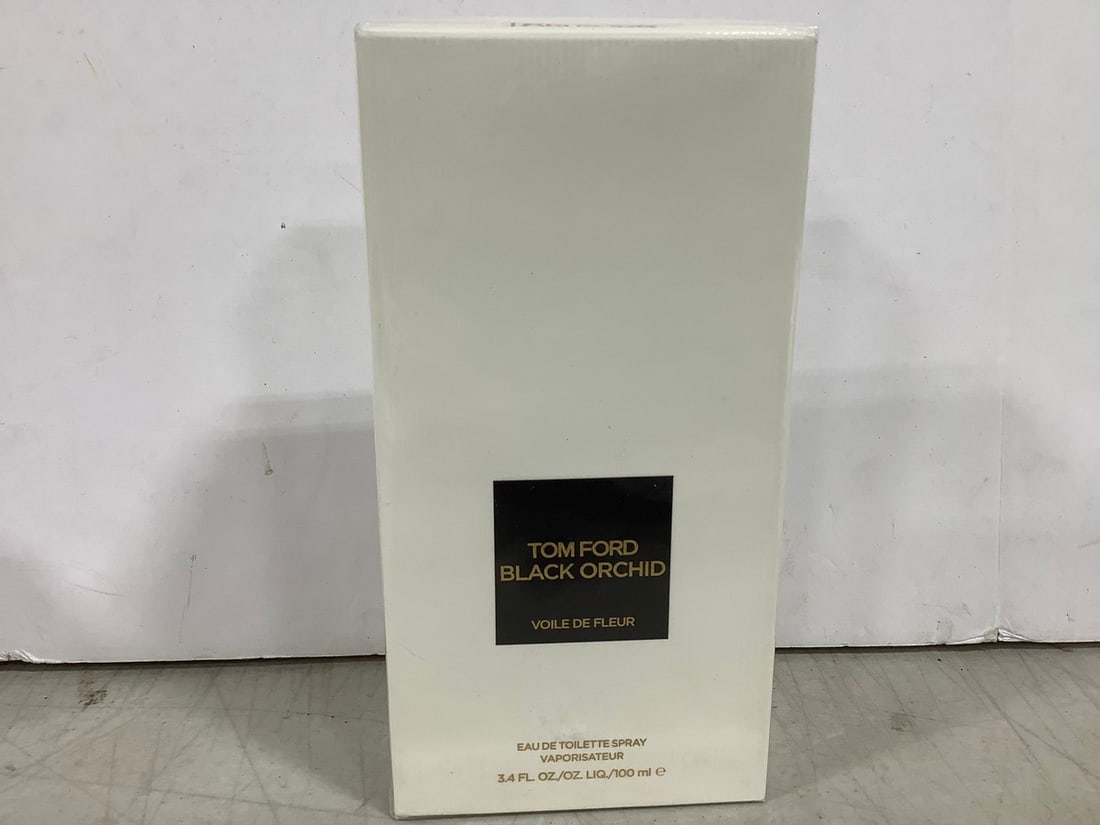 TOM FORD
BLACK ORCHID
VOILE DE FLEUR
EAU DE TOILETTE SPRAY
VAPORISATEUR
3.4 FL. OZ./OZ. LIQ./100 ml ℮